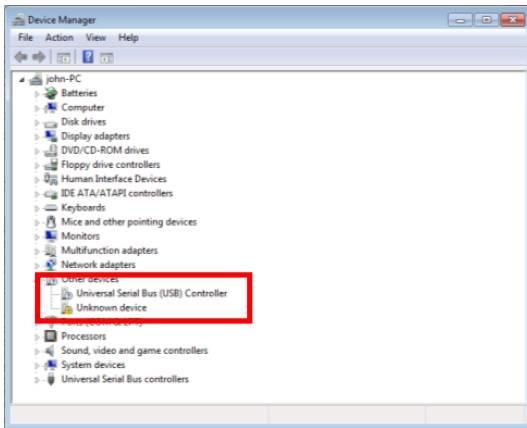 Device Manager
File Action View Help
john-PC
Batteries
Computer
Disk drives
Display adapters
DVD/CD-ROM drives
Floppy drive controllers
Human Interface Devices
IDE ATA/ATAPI controllers
Keyboards
Mice and other pointing devices
Monitors
Multifunction adapters
Network adapters
Other devices
Universal Serial Bus (USB) Controller
Unknown device
Ports (COM & LPT)
Processors
Sound, video and game controllers
System devices
Universal Serial Bus controllers